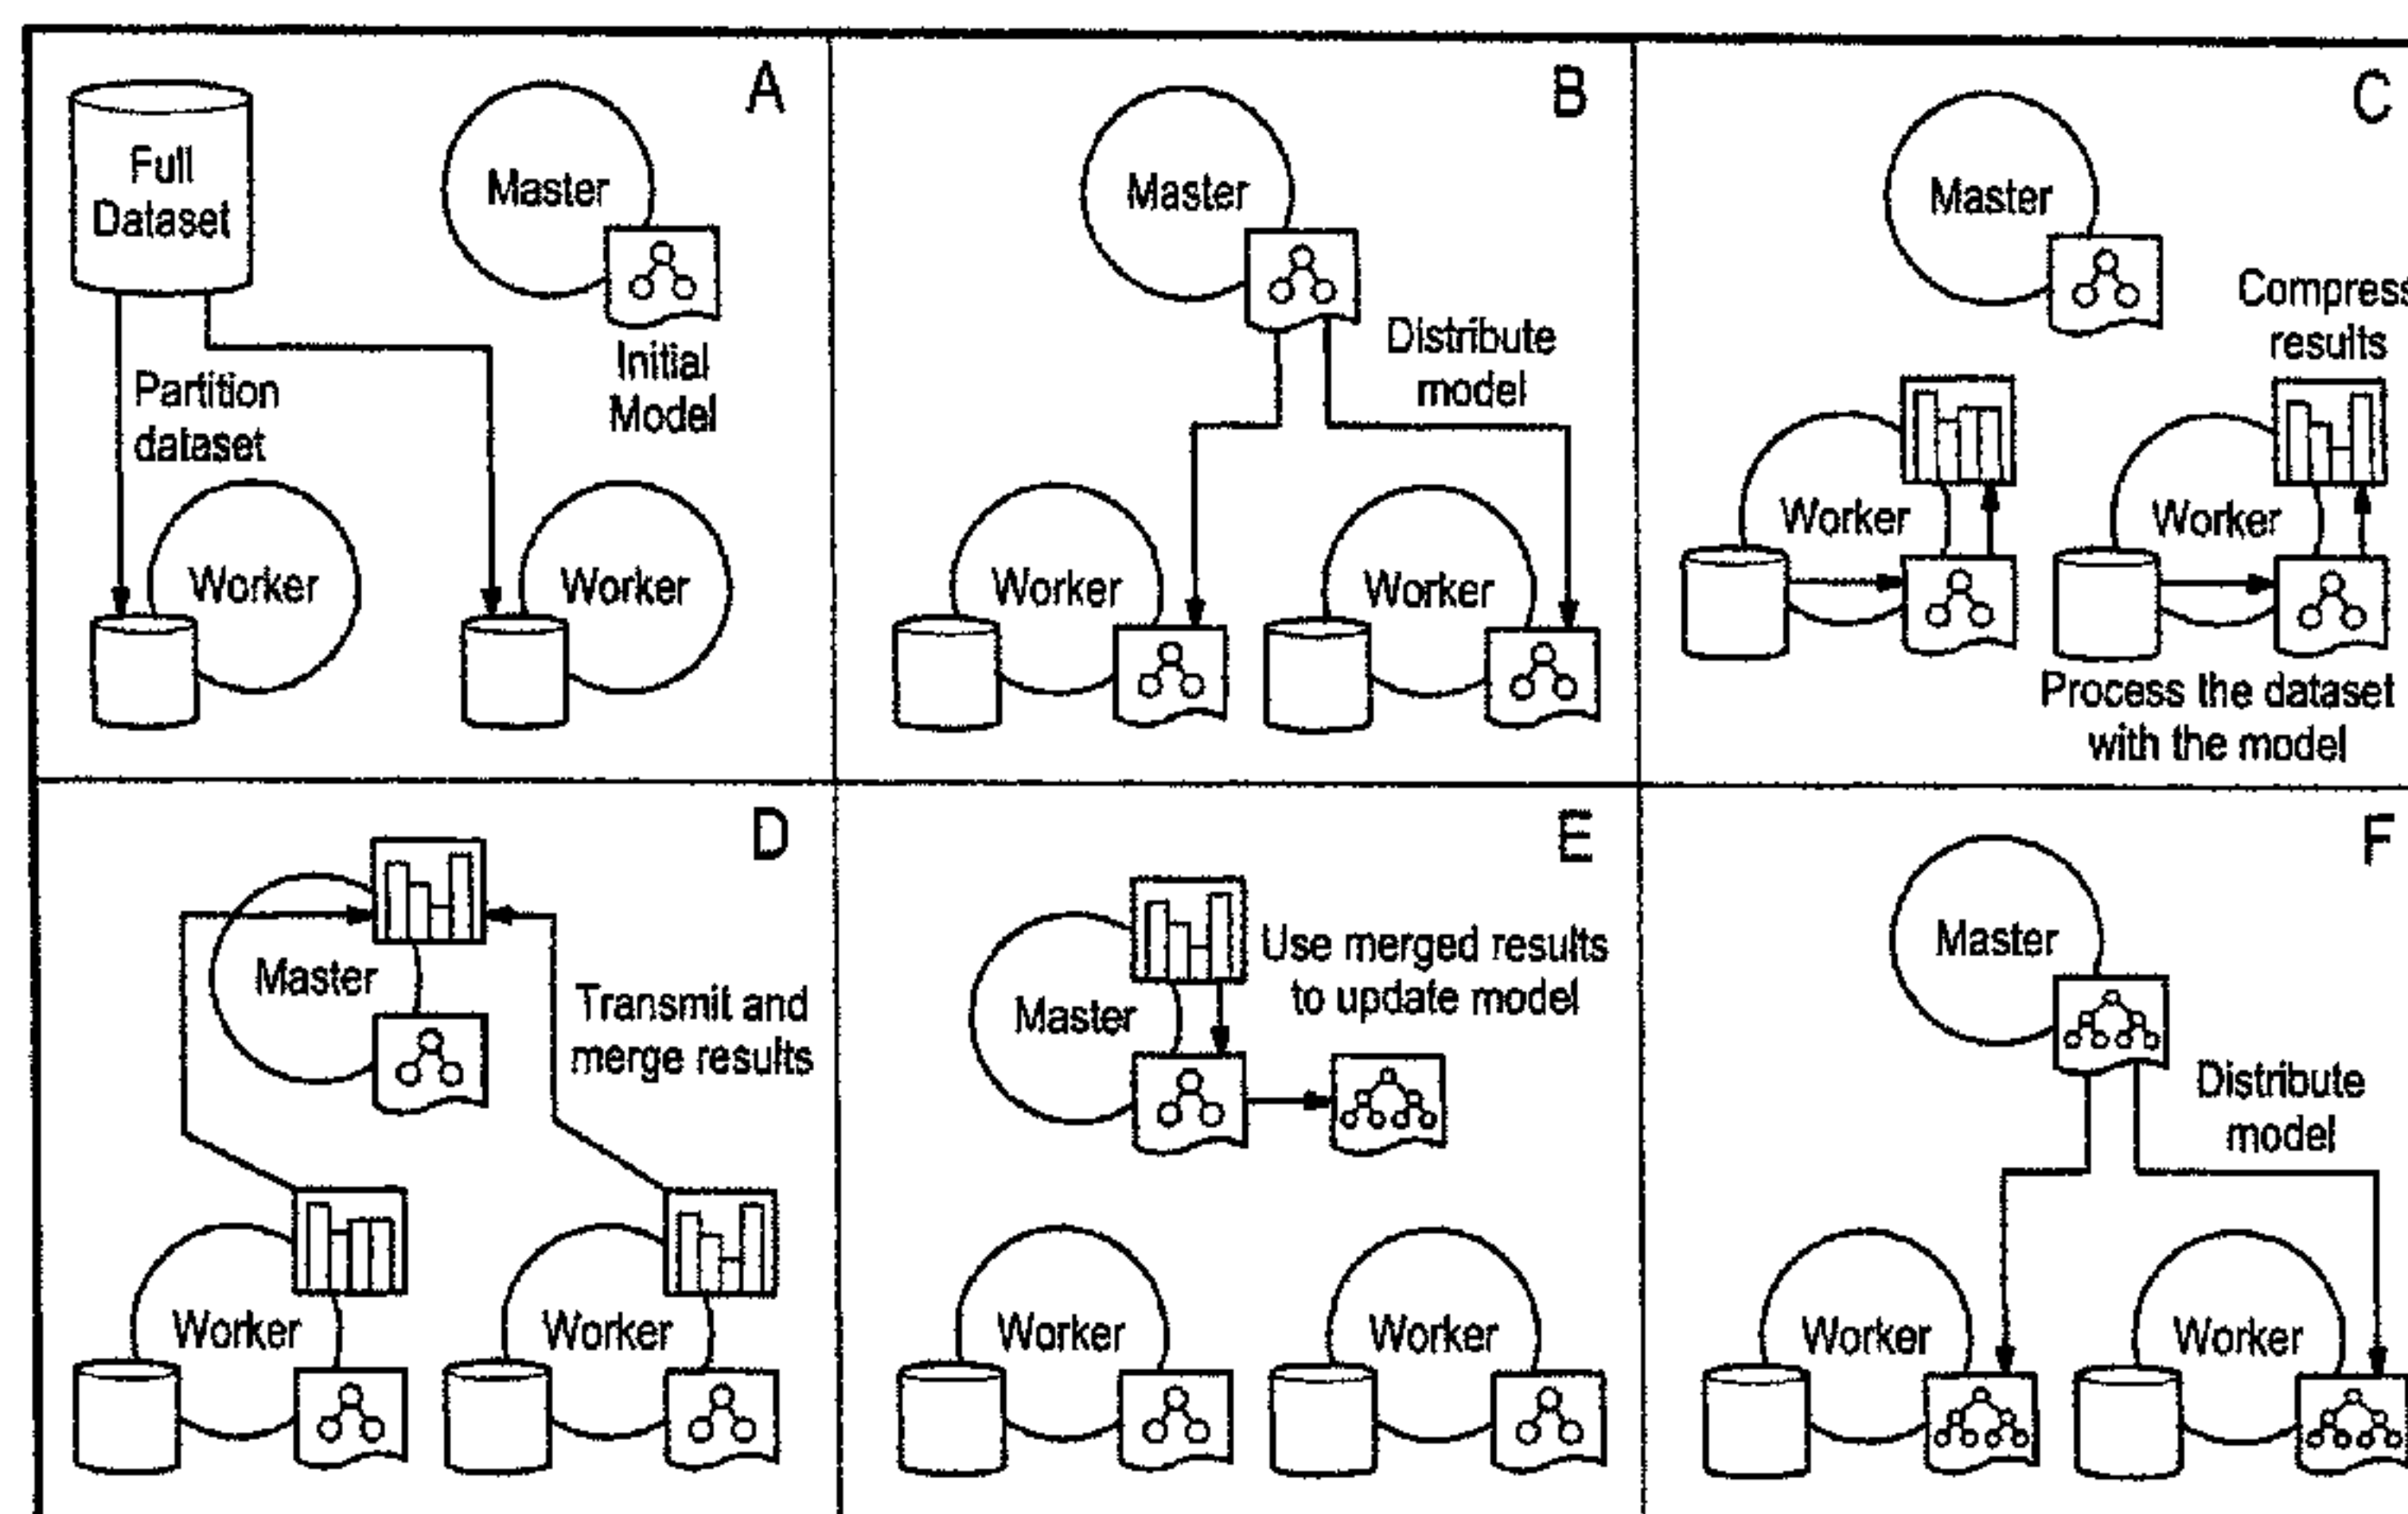 A
Full
Dataset
Master
Initial
Model
Partition
dataset
Worker
Worker
B
Master
Distribute
model
Worker
Worker
C
Master
Compress
results
Worker
Worker
Process the dataset
with the model
D
Master
Transmit and
merge results
Worker
Worker
E
Use merged results
to update model
Master
Worker
Worker
F
Master
Distribute
model
Worker
Worker